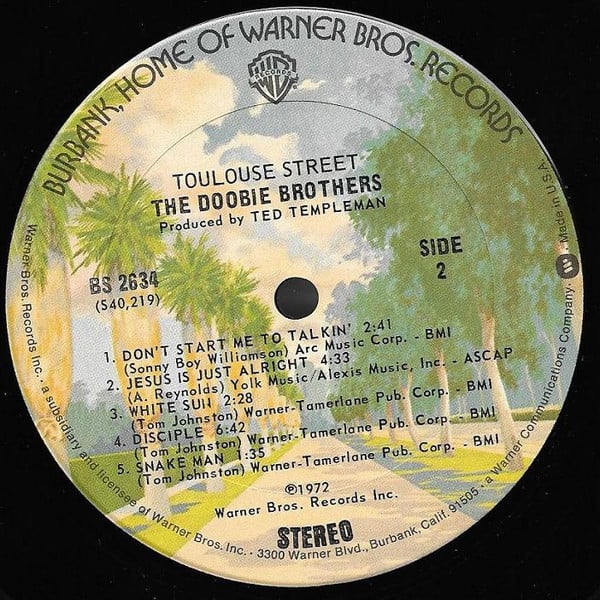 BURBANK, HOME OF WARNER BROS. RECORDS
WB
RECORDS
TOULOUSE STREET
THE DOOBIE BROTHERS
Produced by TED TEMPLEMAN
BS 2634
(S40,219)
SIDE
2
1. DON'T START ME TO TALKIN' 2:41
(Sonny Boy Williamson) Arc Music Corp. - BMI
2. JESUS IS JUST ALRIGHT 4:33
(A. Reynolds) Yolk Music/Alexis Music, Inc. - ASCAP
3. WHITE SUN 2:28
(Tom Johnston) Warner-Tamerlane Pub. Corp. - BMI
4. DISCIPLE 6:42
(Tom Johnston) Warner-Tamerlane Pub. Corp. - BMI
5. SNAKE MAN 1:35
(Tom Johnston) Warner-Tamerlane Pub. Corp. - BMI
℗1972
Warner Bros. Records Inc.
STEREO
Warner Bros. Records Inc. · a subsidiary and licensee of Warner Bros. Inc. · 3300 Warner Blvd., Burbank, Calif. 91505 · a Warner Communications Company · Made in U.S.A.